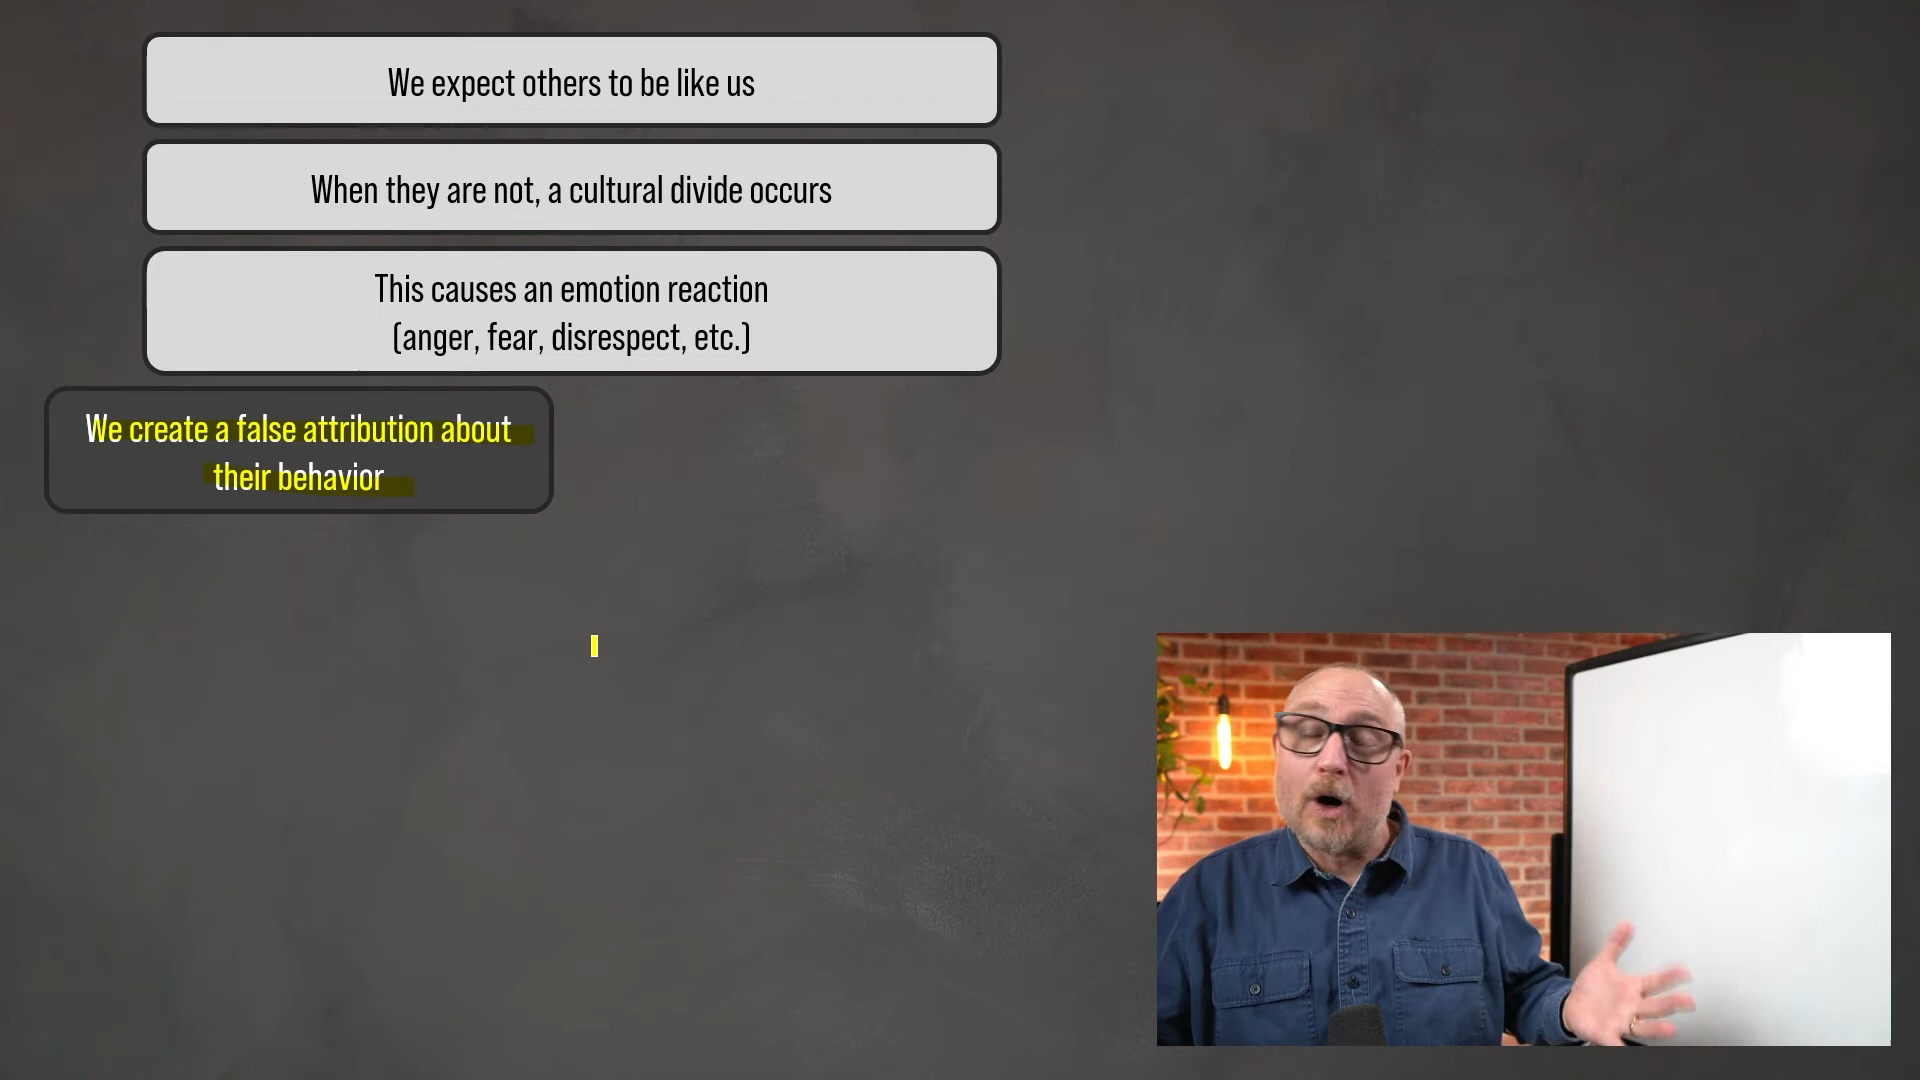 We expect others to be like us
When they are not, a cultural divide occurs
This causes an emotion reaction
(anger, fear, disrespect, etc.)
We create a false attribution about
their behavior